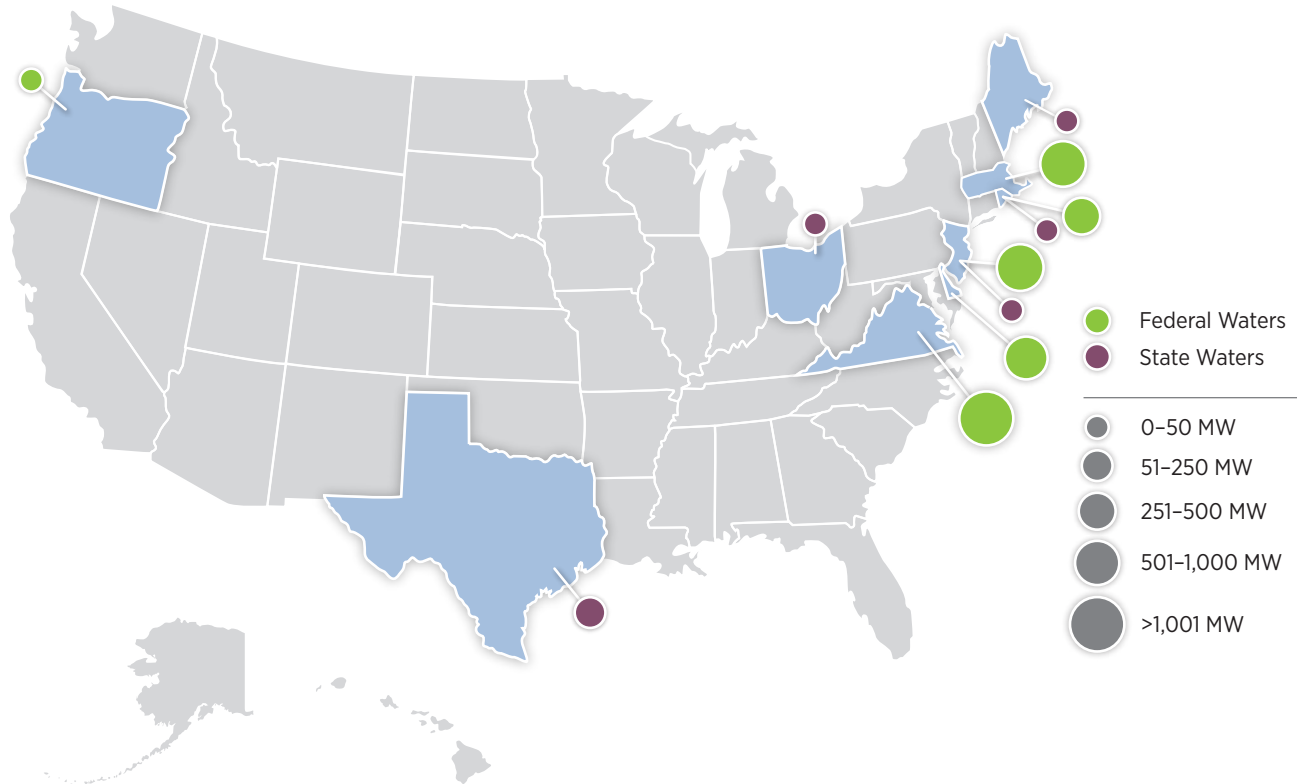 Federal Waters
State Waters
0–50 MW
51–250 MW
251–500 MW
501–1,000 MW
>1,001 MW